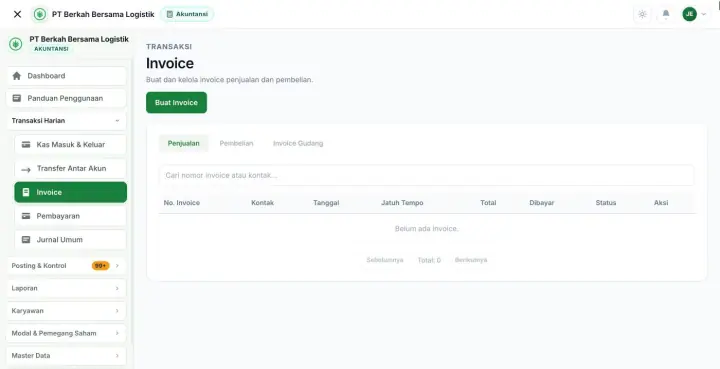 PT Berkah Bersama Logistik
Akuntansi
JE
PT Berkah Bersama Logistik
AKUNTANSI
Dashboard
Panduan Penggunaan
Transaksi Harian
Kas Masuk & Keluar
Transfer Antar Akun
Invoice
Pembayaran
Jurnal Umum
Posting & Kontrol
99+
Laporan
Karyawan
Modal & Pemegang Saham
Master Data
TRANSAKSI
Invoice
Buat dan kelola invoice penjualan dan pembelian.
Buat Invoice
Penjualan Pembelian Invoice Gudang
Cari nomor invoice atau kontak...
No. Invoice Kontak Tanggal Jatuh Tempo Total Dibayar Status Aksi
Belum ada invoice.
Sebelumnya Total: 0 Berikutnya